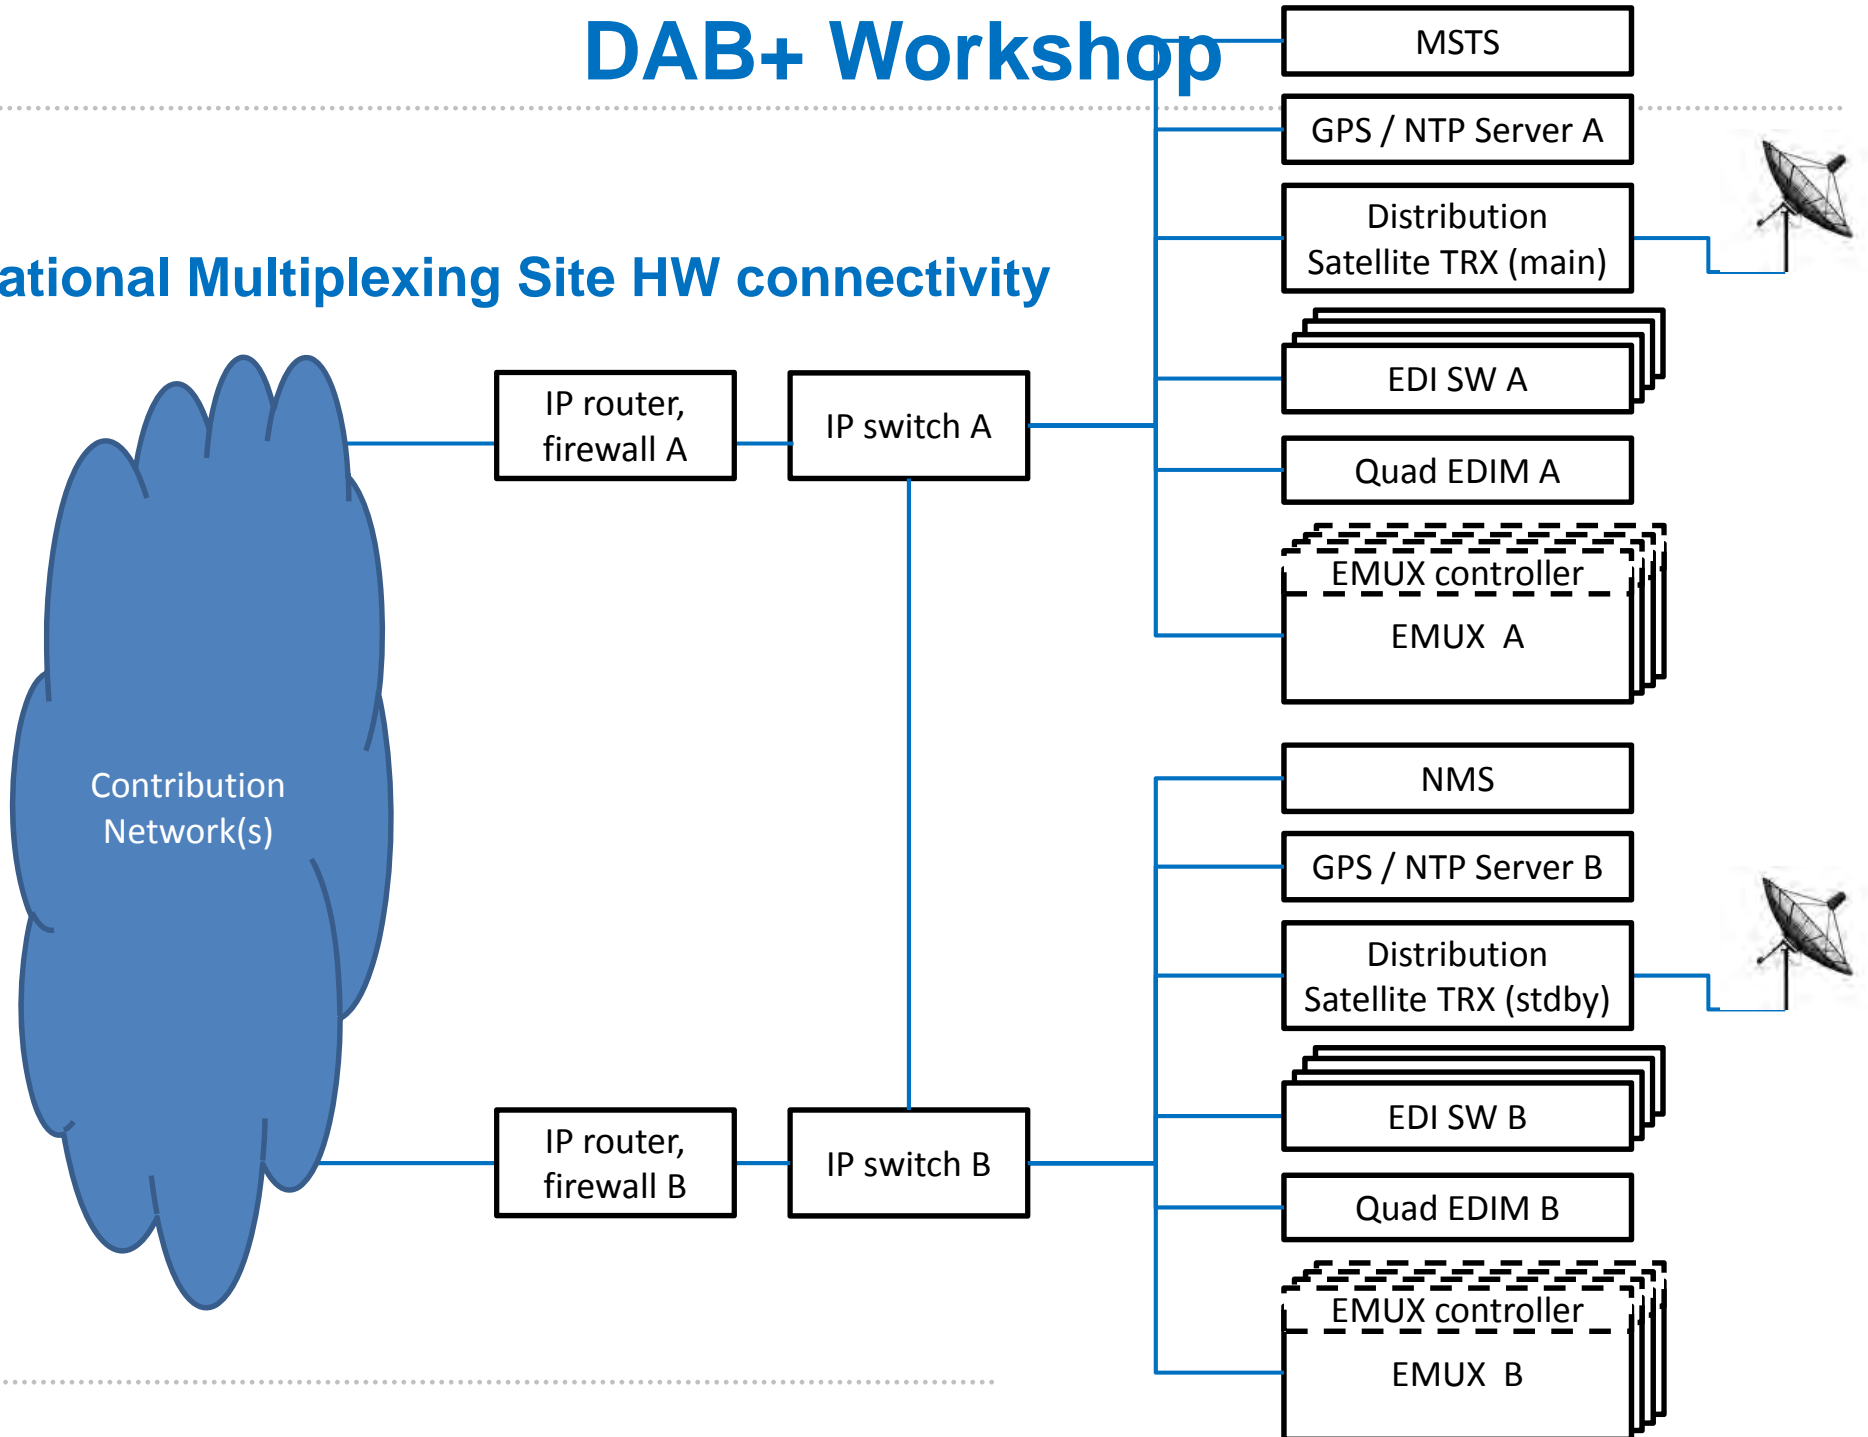 DAB+ Workshop
ational Multiplexing Site HW connectivity
MSTS
GPS / NTP Server A
Distribution
Satellite TRX (main)
EDI SW A
Quad EDIM A
EMUX controller
EMUX A
IP router,
firewall A
IP switch A
Contribution
Network(s)
NMS
GPS / NTP Server B
Distribution
Satellite TRX (stdby)
EDI SW B
Quad EDIM B
EMUX controller
EMUX B
IP router,
firewall B
IP switch B